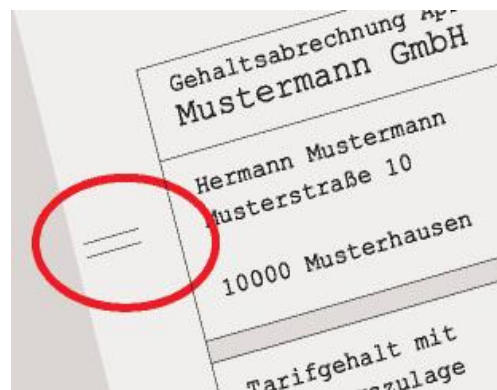 Gehaltsabrechnung
Mustermann GmbH
Hermann Mustermann
Musterstraße 10
10000 Musterhausen
Tarifgehalt mit